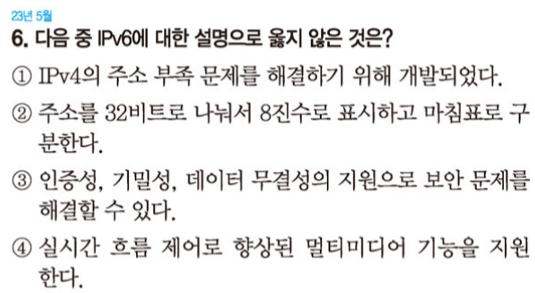 23년 5월
6. 다음 중 IPv6에 대한 설명으로 옳지 않은 것은?
① IPv4의 주소 부족 문제를 해결하기 위해 개발되었다.
② 주소를 32비트로 나눠서 8진수로 표시하고 마침표로 구
분한다.
③ 인증성, 기밀성, 데이터 무결성의 지원으로 보안 문제를
해결할 수 있다.
④ 실시간 흐름 제어로 향상된 멀티미디어 기능을 지원
한다.